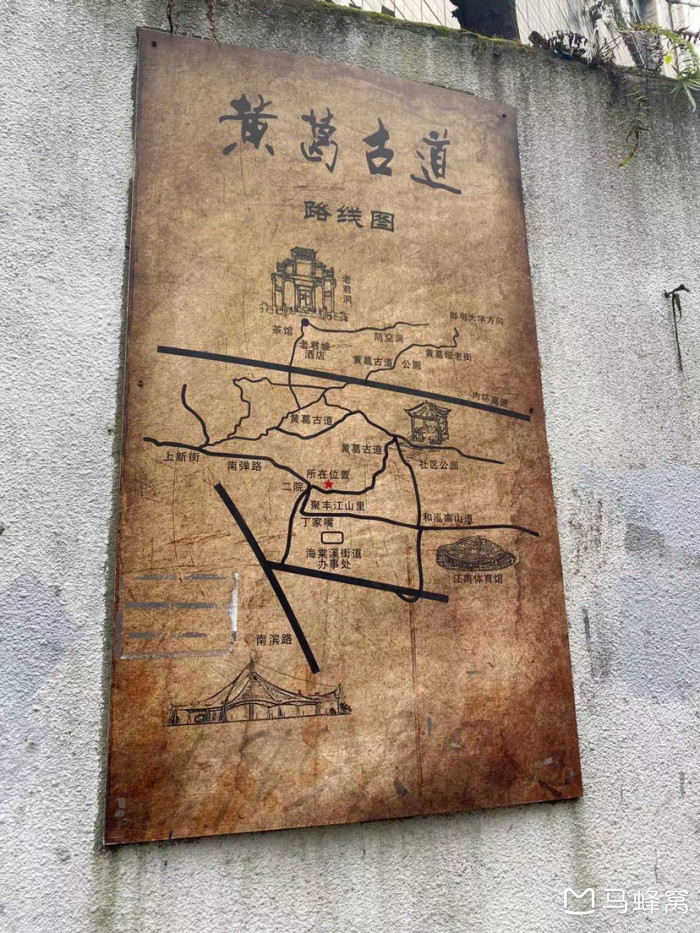 黄葛古道
路线图
老君洞
邮电大学方向
茶馆
防空洞
老君坡
酒店
黄葛古道 公厕
黄葛垭老街
内环高速
黄葛古道
黄葛古道
社区公园
上新街
南弹路
所在位置
二院
聚丰江山里
丁家嘴
和泓南山道
海棠溪街道
办事处
江南体育馆
南滨路
马蜂窝